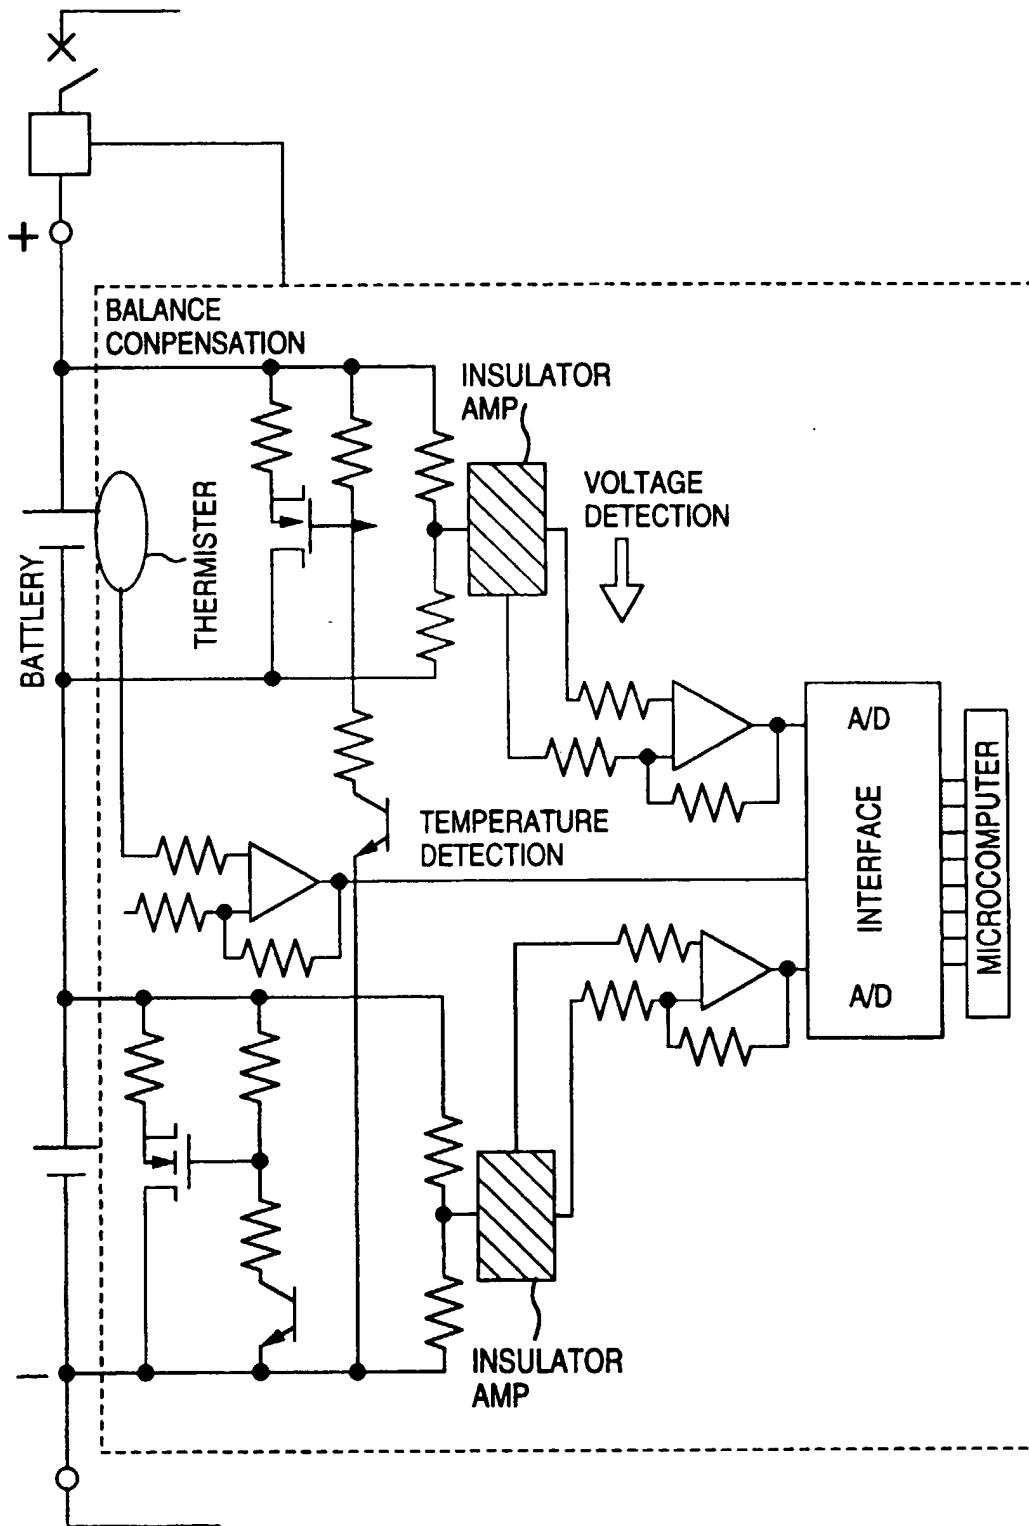 +
BALANCE
CONPENSATION
INSULATOR
AMP
VOLTAGE
DETECTION
THERMISTER
BATTLERY
A/D
INTERFACE
A/D
MICROCOMPUTER
TEMPERATURE
DETECTION
−
INSULATOR
AMP